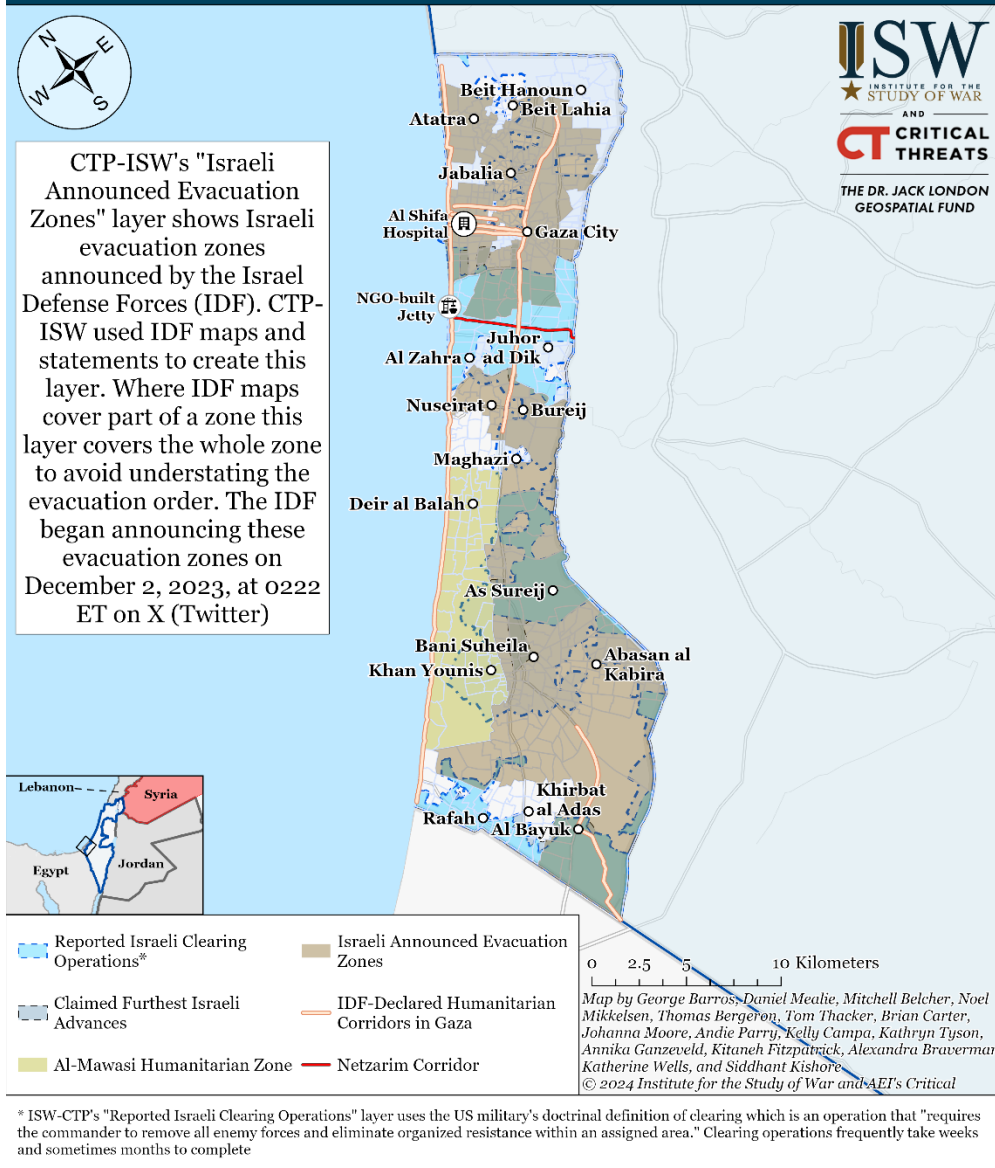 N
E
W
S
ISW
INSTITUTE FOR THE
STUDY OF WAR
AND
CT CRITICAL
THREATS
THE DR. JACK LONDON
GEOSPATIAL FUND
CTP-ISW's "Israeli
Announced Evacuation
Zones" layer shows Israeli
evacuation zones
announced by the Israel
Defense Forces (IDF). CTP-
ISW used IDF maps and
statements to create this
layer. Where IDF maps
cover part of a zone this
layer covers the whole
zone to avoid understating the
evacuation order. The IDF
began announcing these
evacuation zones on
December 2, 2023, at 0222
ET on X (Twitter)
Beit Hanoun
Beit Lahia
Atatra
Jabalia
Al Shifa
Hospital
Gaza City
NGO-built
Jetty
Juhor
ad Dik
Al Zahra
Nuseirat
Bureij
Maghazi
Deir al Balah
As Sureij
Bani Suheila
Abasan al
Kabira
Khan Younis
Khirbat
al Adas
Rafah
Al Bayuk
Lebanon
Syria
Jordan
Egypt
Reported Israeli Clearing
Operations*
Claimed Furthest Israeli
Advances
Al-Mawasi Humanitarian Zone
Israeli Announced Evacuation
Zones
IDF-Declared Humanitarian
Corridors in Gaza
Netzarim Corridor
0 2.5 5 10 Kilometers
Map by George Barros, Daniel Mealie, Mitchell Belcher, Noel
Mikkelsen, Thomas Bergeron, Tom Thacker, Brian Carter,
Johanna Moore, Andie Parry, Kelly Campa, Kathryn Tyson,
Annika Ganzeveld, Kitaneh Fitzpatrick, Alexandra Braverman
Katherine Wells, and Siddhant Kishore
© 2024 Institute for the Study of War and AEI's Critical
* ISW-CTP's "Reported Israeli Clearing Operations" layer uses the US military's doctrinal definition of clearing which is an operation that "requires
the commander to remove all enemy forces and eliminate organized resistance within an assigned area." Clearing operations frequently take weeks
and sometimes months to complete